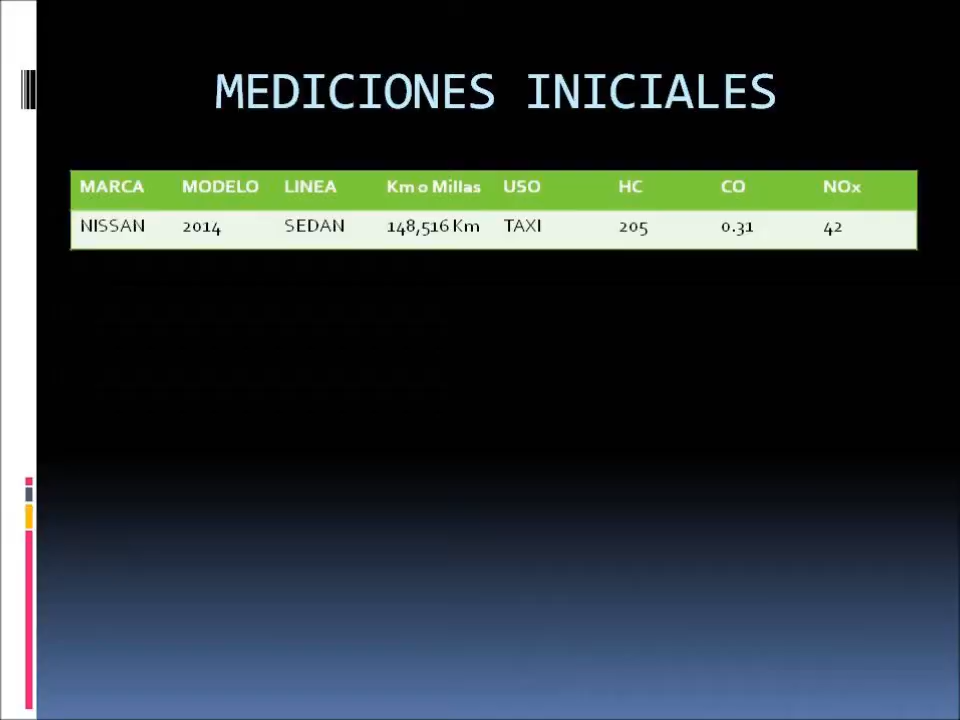 MEDICIONES INICIALES
MARCA MODELO LINEA Km o Millas USO HC CO NOx
NISSAN 2014 SEDAN 148,516 Km TAXI 205 0.31 42